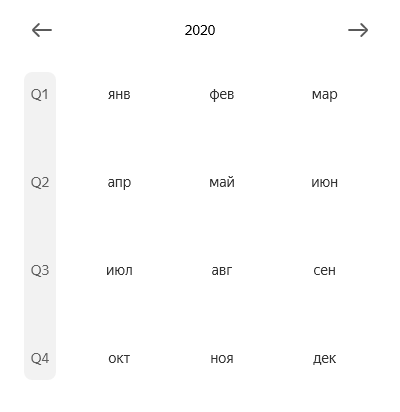 2020
Q1 янв фев мар
Q2 апр май июн
Q3 июл авг сен
Q4 окт ноя дек